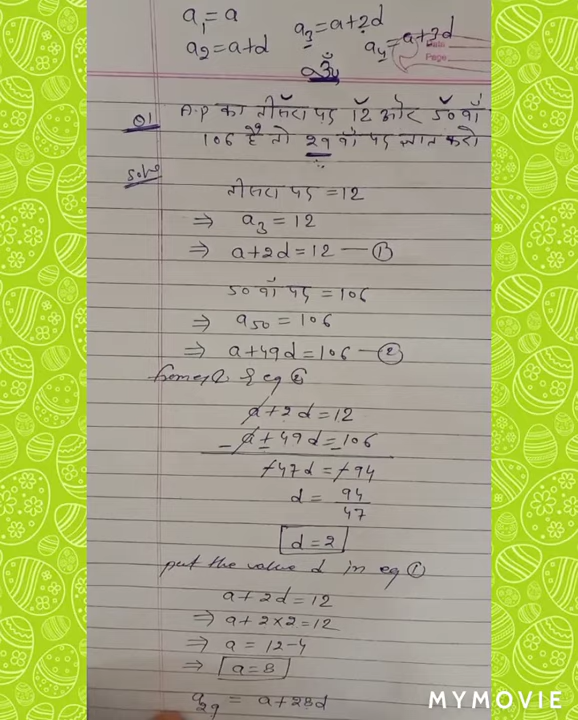 a₁ = a
a₂ = a+d
a₃ = a+2d
a₄ = a+3d
Page
Q1 A.P का तीसरा पद 12 और 50 वाँ
106 है तो 29 वाँ पद ज्ञात करो
Solⁿ
तीसरा पद = 12
⇒ a₃ = 12
⇒ a+2d = 12 — ①
50 वाँ पद = 106
⇒ a₅₀ = 106
⇒ a+49d = 106 — ②
from eq ① & eq ②
a+2d = 12
- a ± 49d = 106
-47d = -94
d = 94/47
d = 2
put the value d in eq ①
a + 2d = 12
⇒ a + 2×2 = 12
⇒ a = 12-4
⇒ a = 8
a₂₉ = a+28d
MYMOVIE